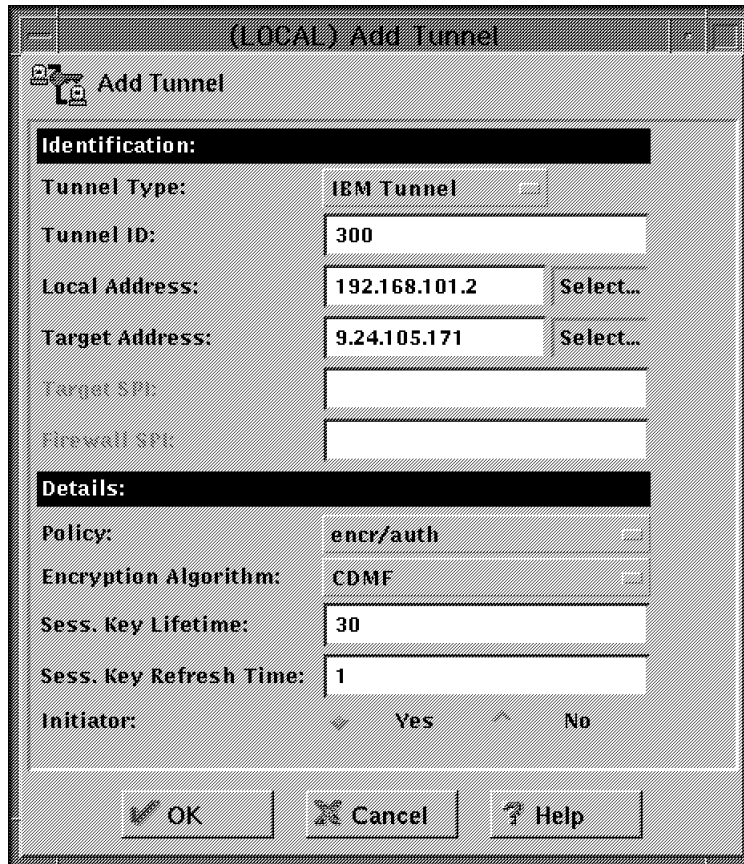 (LOCAL) Add Tunnel
Add Tunnel
Identification:
Tunnel Type: IBM Tunnel
Tunnel ID: 300
Local Address: 192.168.101.2 Select...
Target Address: 9.24.105.171 Select...
Target SPI:
Firewall SPI:
Details:
Policy: encr/auth
Encryption Algorithm: CDMF
Sess. Key Lifetime: 30
Sess. Key Refresh Time: 1
Initiator: Yes No
OK Cancel Help